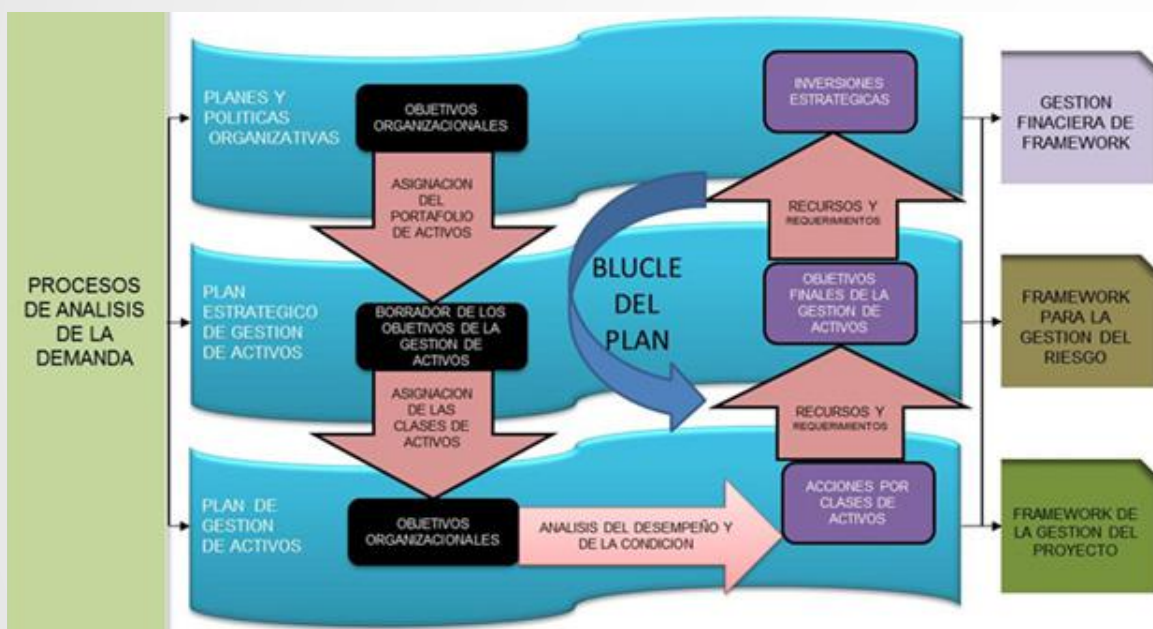 PROCESOS
DE ANALISIS
DE LA
DEMANDA
PLANES Y
POLITICAS
ORGANIZATIVAS
OBJETIVOS
ORGANIZACIONALES
INVERSIONES
ESTRATEGICAS
ASIGNACION
DEL
PORTAFOLIO
DE ACTIVOS
RECURSOS Y
REQUERIMIENTOS
PLAN
ESTRATEGICO
DE GESTION
DE ACTIVOS
BORRADOR DE LOS
OBJETIVOS DE LA
GESTION DE
ACTIVOS
BLUCLE
DEL
PLAN
OBJETIVOS
FINALES DE LA
GESTION DE
ACTIVOS
ASIGNACION
DE LAS
CLASES DE
ACTIVOS
RECURSOS Y
REQUERIMIENTOS
PLAN DE
GESTION
DE ACTIVOS
OBJETIVOS
ORGANIZACIONALES
ANALISIS DEL DESEMPEÑO Y
DE LA CONDICION
ACCIONES POR
CLASES DE
ACTIVOS
GESTION
FINACIERA DE
FRAMEWORK
FRAMEWORK
PARA LA
GESTION DEL
RIESGO
FRAMEWORK DE
LA GESTION DEL
PROYECTO